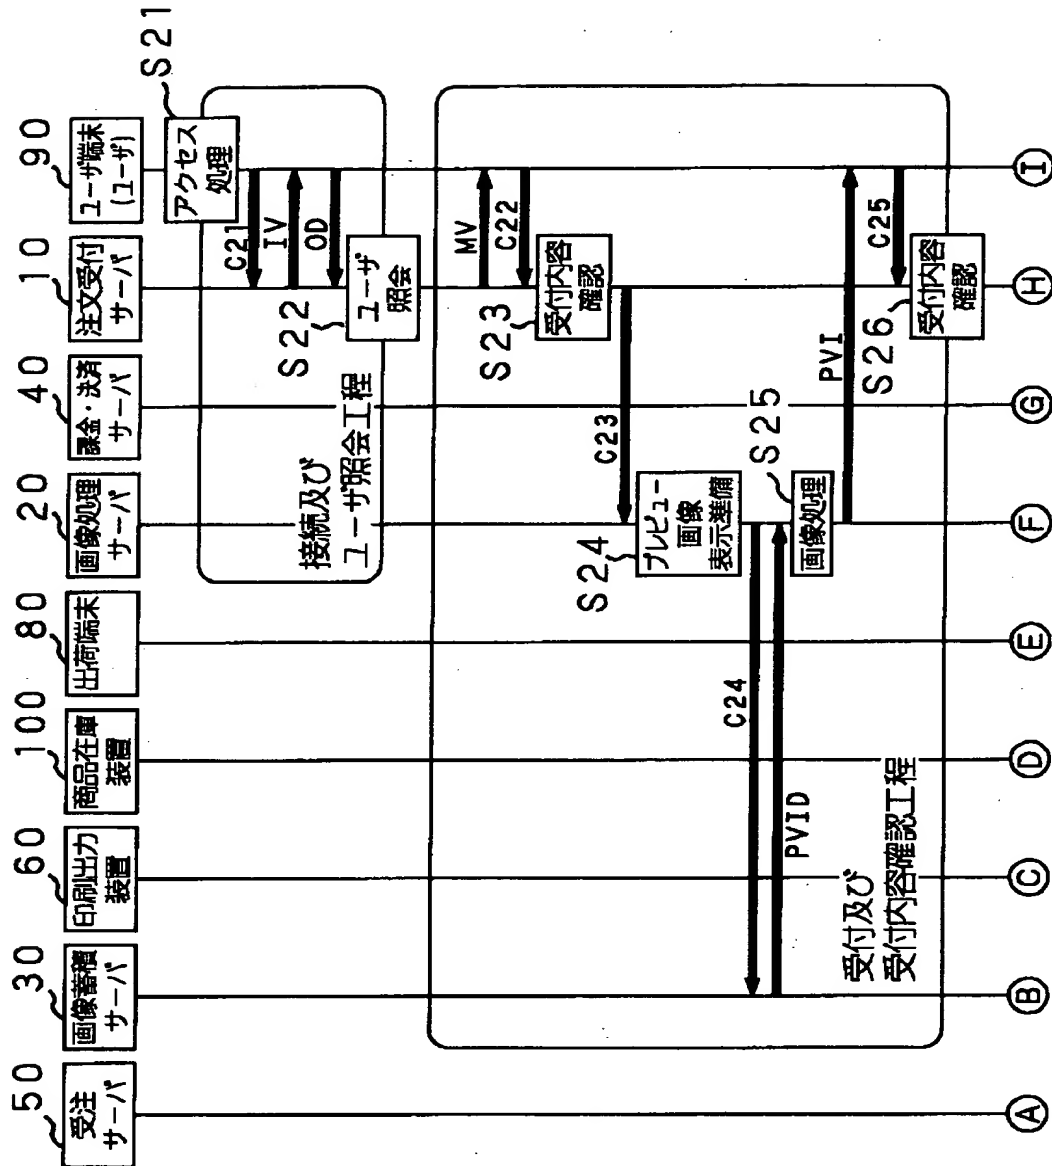 50
受注
サーバ
30
画像蓄積
サーバ
60
印刷出力
装置
100
商品在庫
装置
80
出荷端末
20
画像処理
サーバ
40
課金・決済
サーバ
10
注文受付
サーバ
90
ユーザ端末
(ユーザ)
アクセス
処理
S21
C21
IV
OD
S22
ユーザ
照会
接続及び
ユーザ照会工程
MV
C22
S23
受付内容
確認
C23
S24
プレビュー
画像
表示準備
C24
PVID
S25
画像処理
PVI
C25
S26
受付内容
確認
受付及び
受付内容確認工程
A
B
C
D
E
F
G
H
I